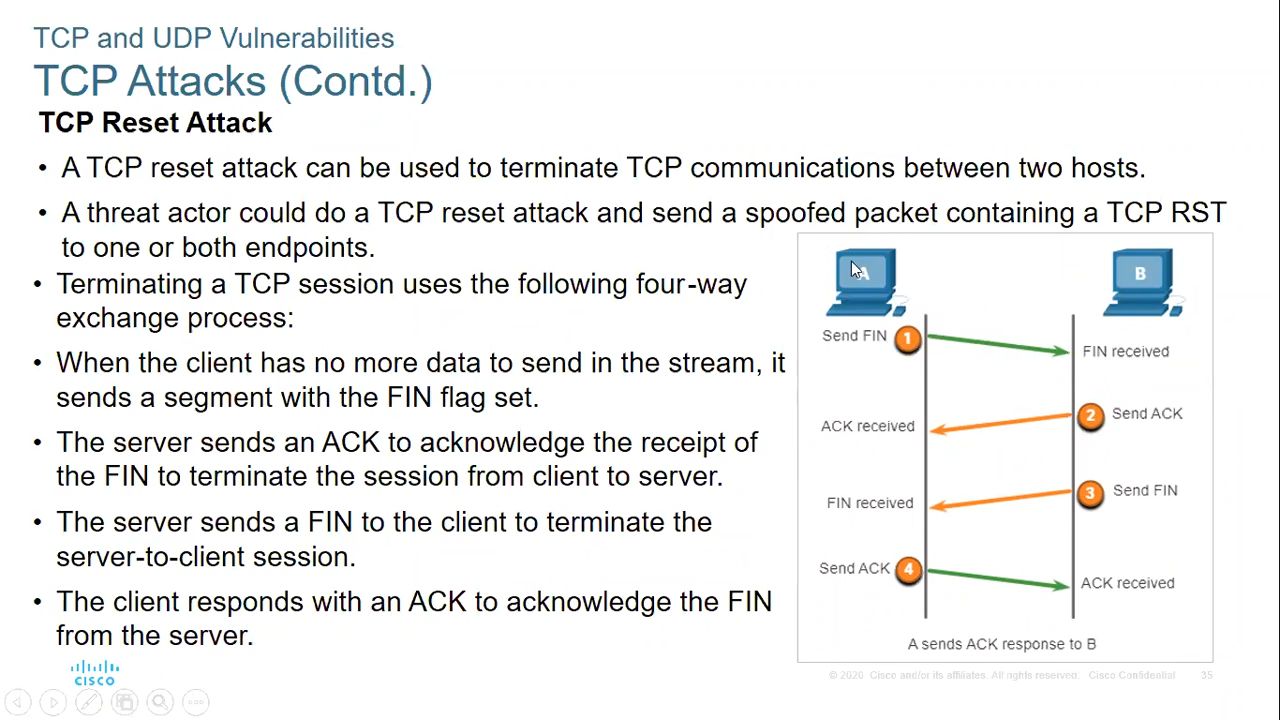 TCP and UDP Vulnerabilities
TCP Attacks (Contd.)
TCP Reset Attack
• A TCP reset attack can be used to terminate TCP communications between two hosts.
• A threat actor could do a TCP reset attack and send a spoofed packet containing a TCP RST
to one or both endpoints.
• Terminating a TCP session uses the following four-way
exchange process:
• When the client has no more data to send in the stream, it
sends a segment with the FIN flag set.
• The server sends an ACK to acknowledge the receipt of
the FIN to terminate the session from client to server.
• The server sends a FIN to the client to terminate the
server-to-client session.
• The client responds with an ACK to acknowledge the FIN
from the server.
A
B
Send FIN 1
FIN received
2 Send ACK
ACK received
3 Send FIN
FIN received
Send ACK 4
ACK received
A sends ACK response to B
CISCO
© 2020 Cisco and/or its affiliates. All rights reserved. Cisco Confidential
35